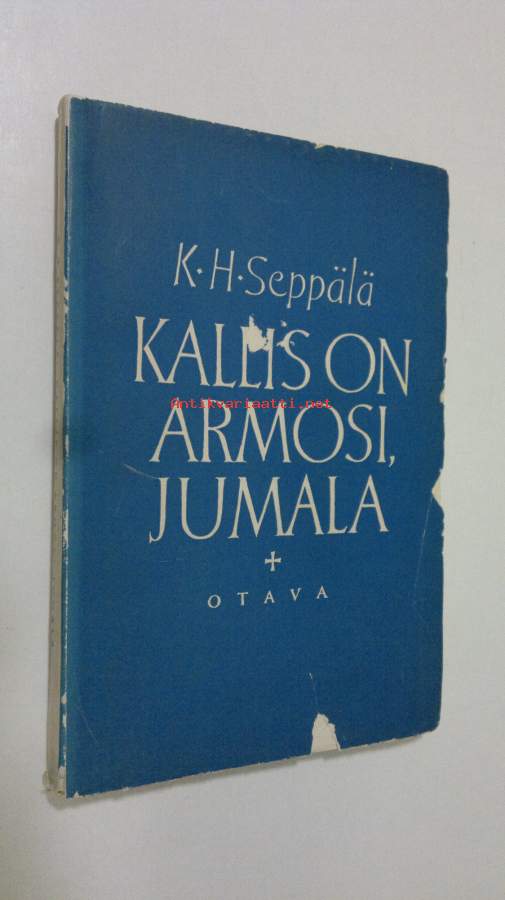 K·H·Seppälä
KALLIS ON
Antikvariaatti.net
ARMOSI,
JUMALA
OTAVA